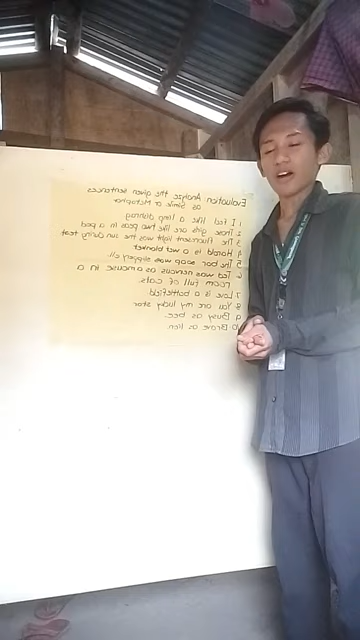 Evaluation Analyze the given sentences
as Simile or Metaphor
1 I feel like a limp dishrag
2 These girls are like two peas in a pod
3 The fluorescent light was the sun during test
4 Harold is a wet blanket
5 The bar soap was slippery ell
6 Ted was nervous as a mouse in a
room full of cats.
7 Love is a battlefield.
8 You are my lucky star
9 Busy as bee.
10 Brave as lion.